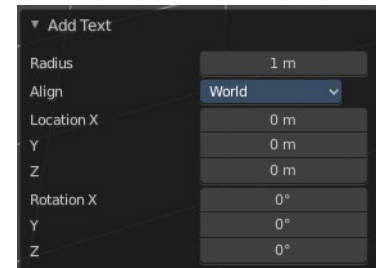 Add Text
Radius 1 m
Align World
Location X 0 m
Y 0 m
Z 0 m
Rotation X 0°
Y 0°
Z 0°